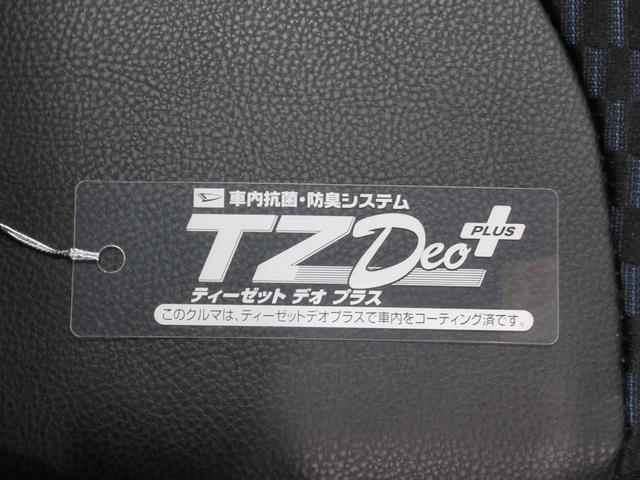 車内抗菌・防臭システム
TZ Deo PLUS
ティーゼット デオ プラス
このクルマは、ティーゼットデオプラスで車内をコーティング済です。